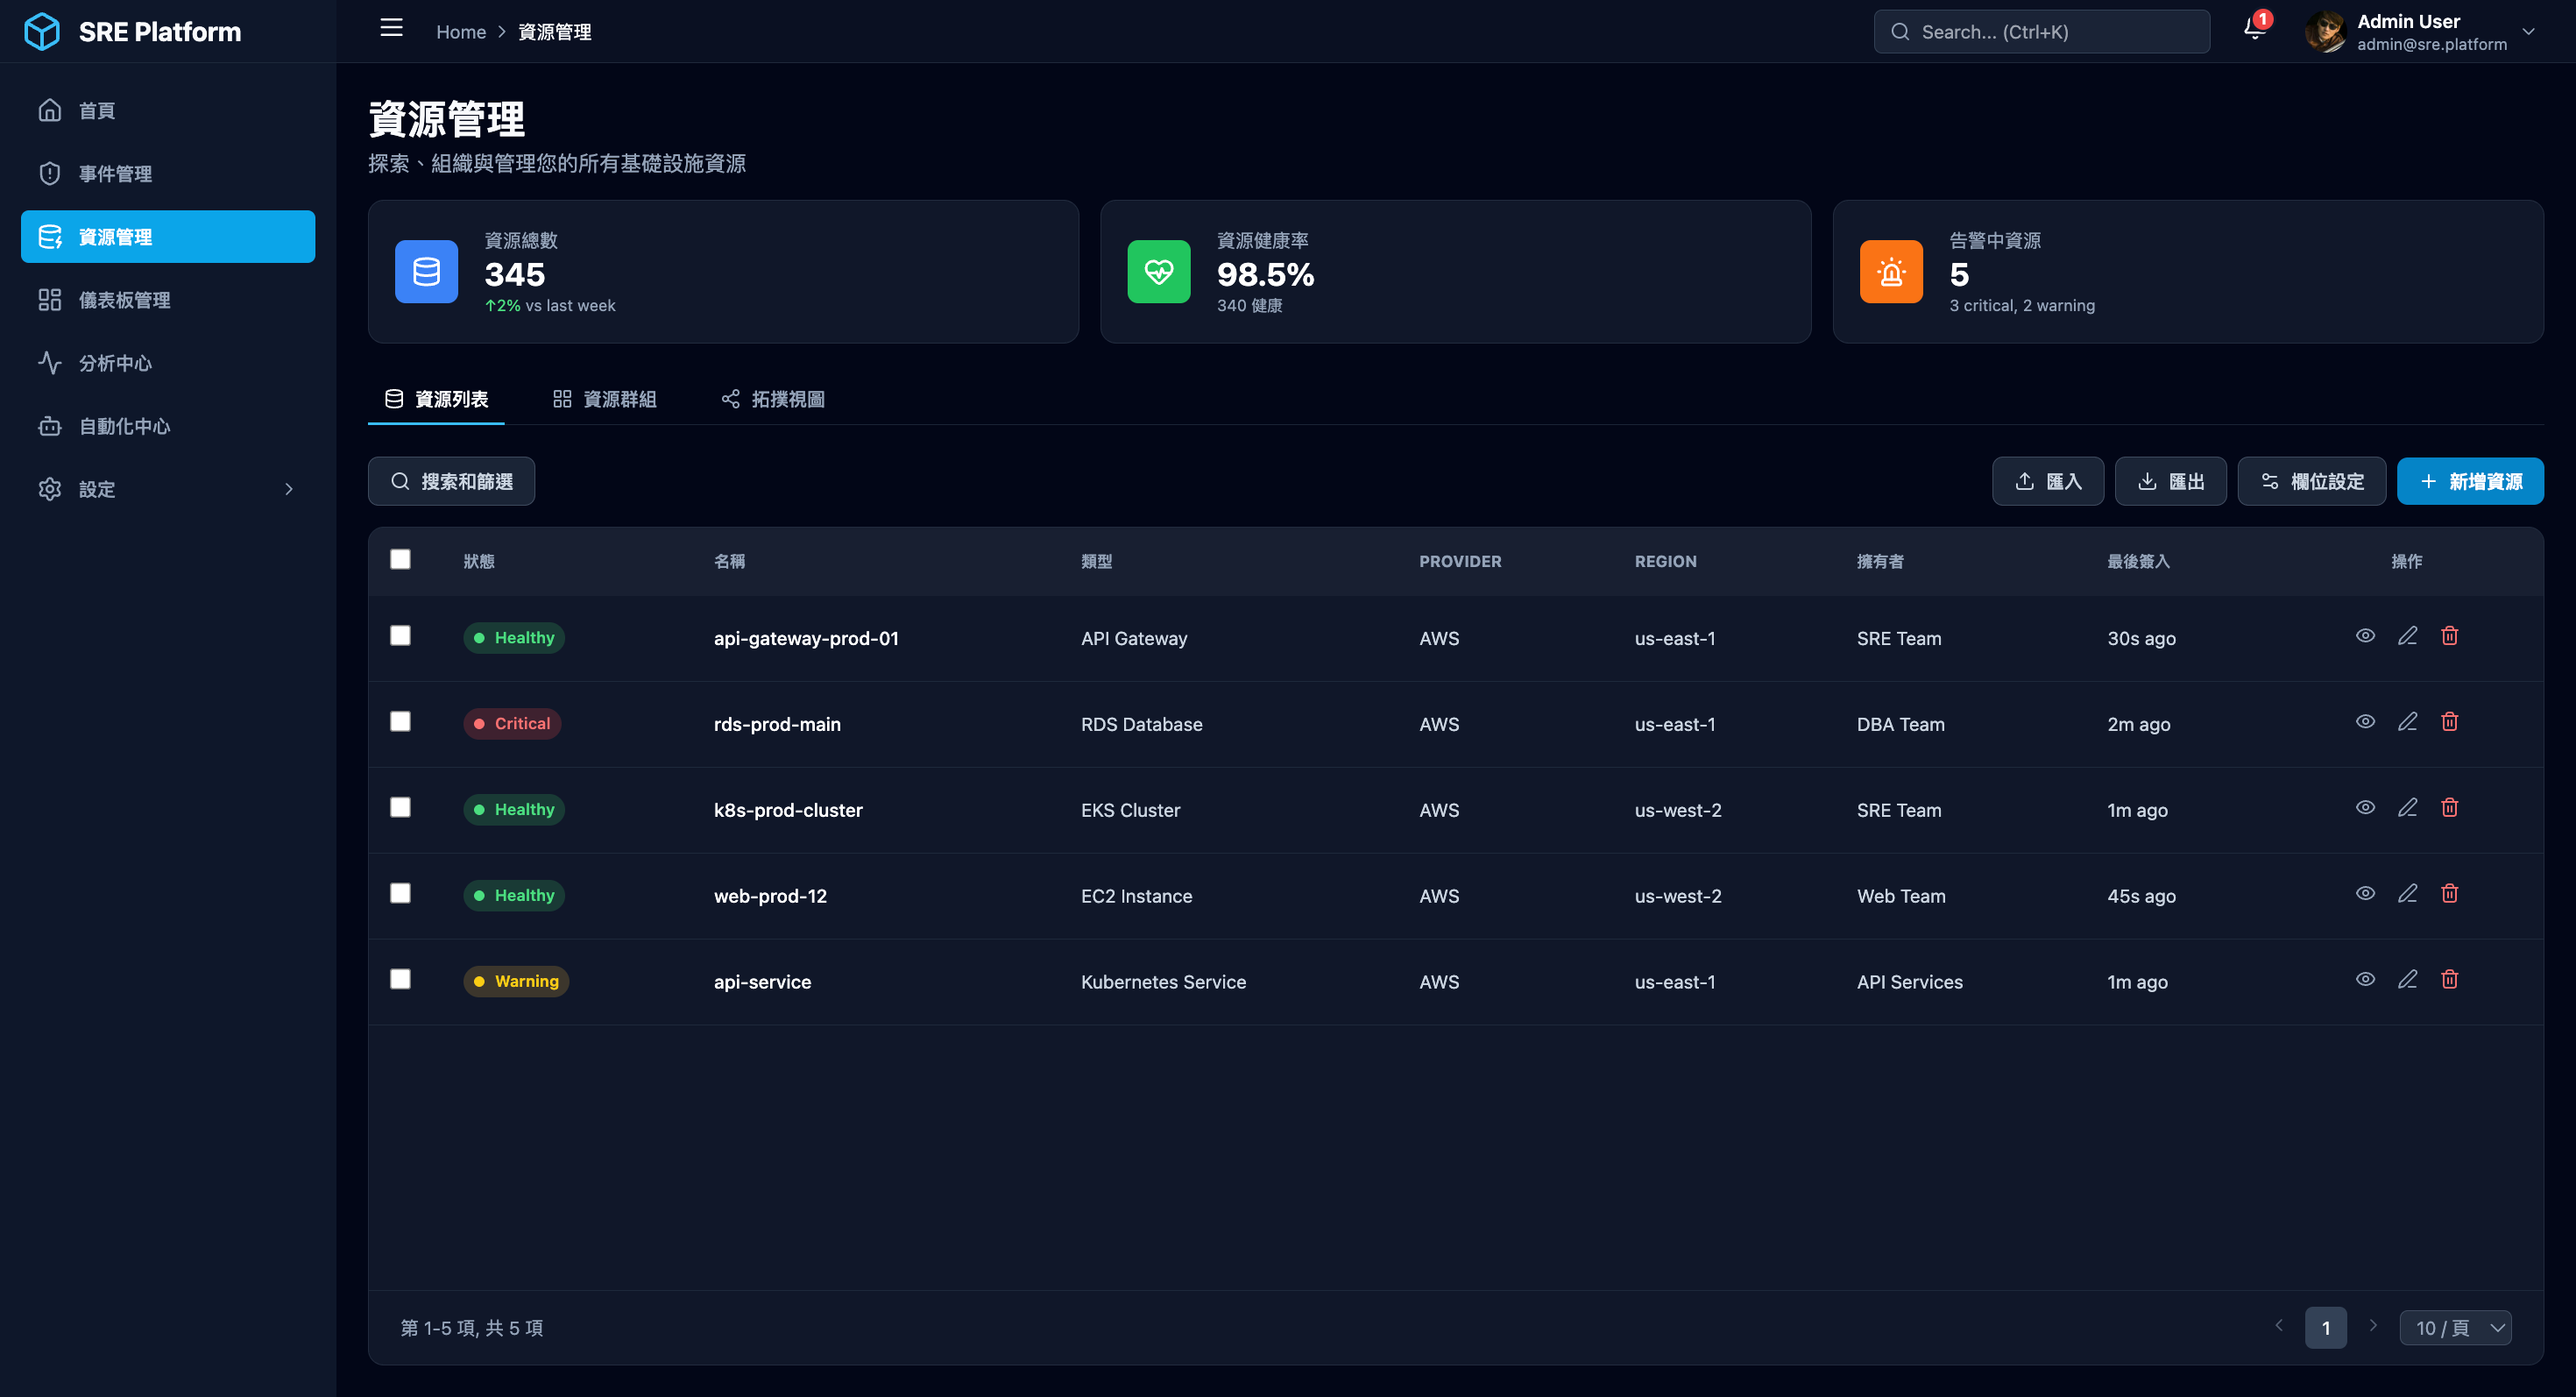 SRE Platform
Home > 資源管理
Search... (Ctrl+K)
1
Admin User
admin@sre.platform
首頁
事件管理
資源管理
儀表板管理
分析中心
自動化中心
設定
資源管理
探索、組織與管理您的所有基礎設施資源
資源總數
345
↑2% vs last week
資源健康率
98.5%
340 健康
告警中資源
5
3 critical, 2 warning
資源列表 資源群組 拓撲視圖
搜索和篩選 匯入 匯出 欄位設定 + 新增資源
狀態 名稱 類型 PROVIDER REGION 擁有者 最後簽入 操作
Healthy api-gateway-prod-01 API Gateway AWS us-east-1 SRE Team 30s ago
Critical rds-prod-main RDS Database AWS us-east-1 DBA Team 2m ago
Healthy k8s-prod-cluster EKS Cluster AWS us-west-2 SRE Team 1m ago
Healthy web-prod-12 EC2 Instance AWS us-west-2 Web Team 45s ago
Warning api-service Kubernetes Service AWS us-east-1 API Services 1m ago
第 1-5 項, 共 5 項 1 10 / 頁